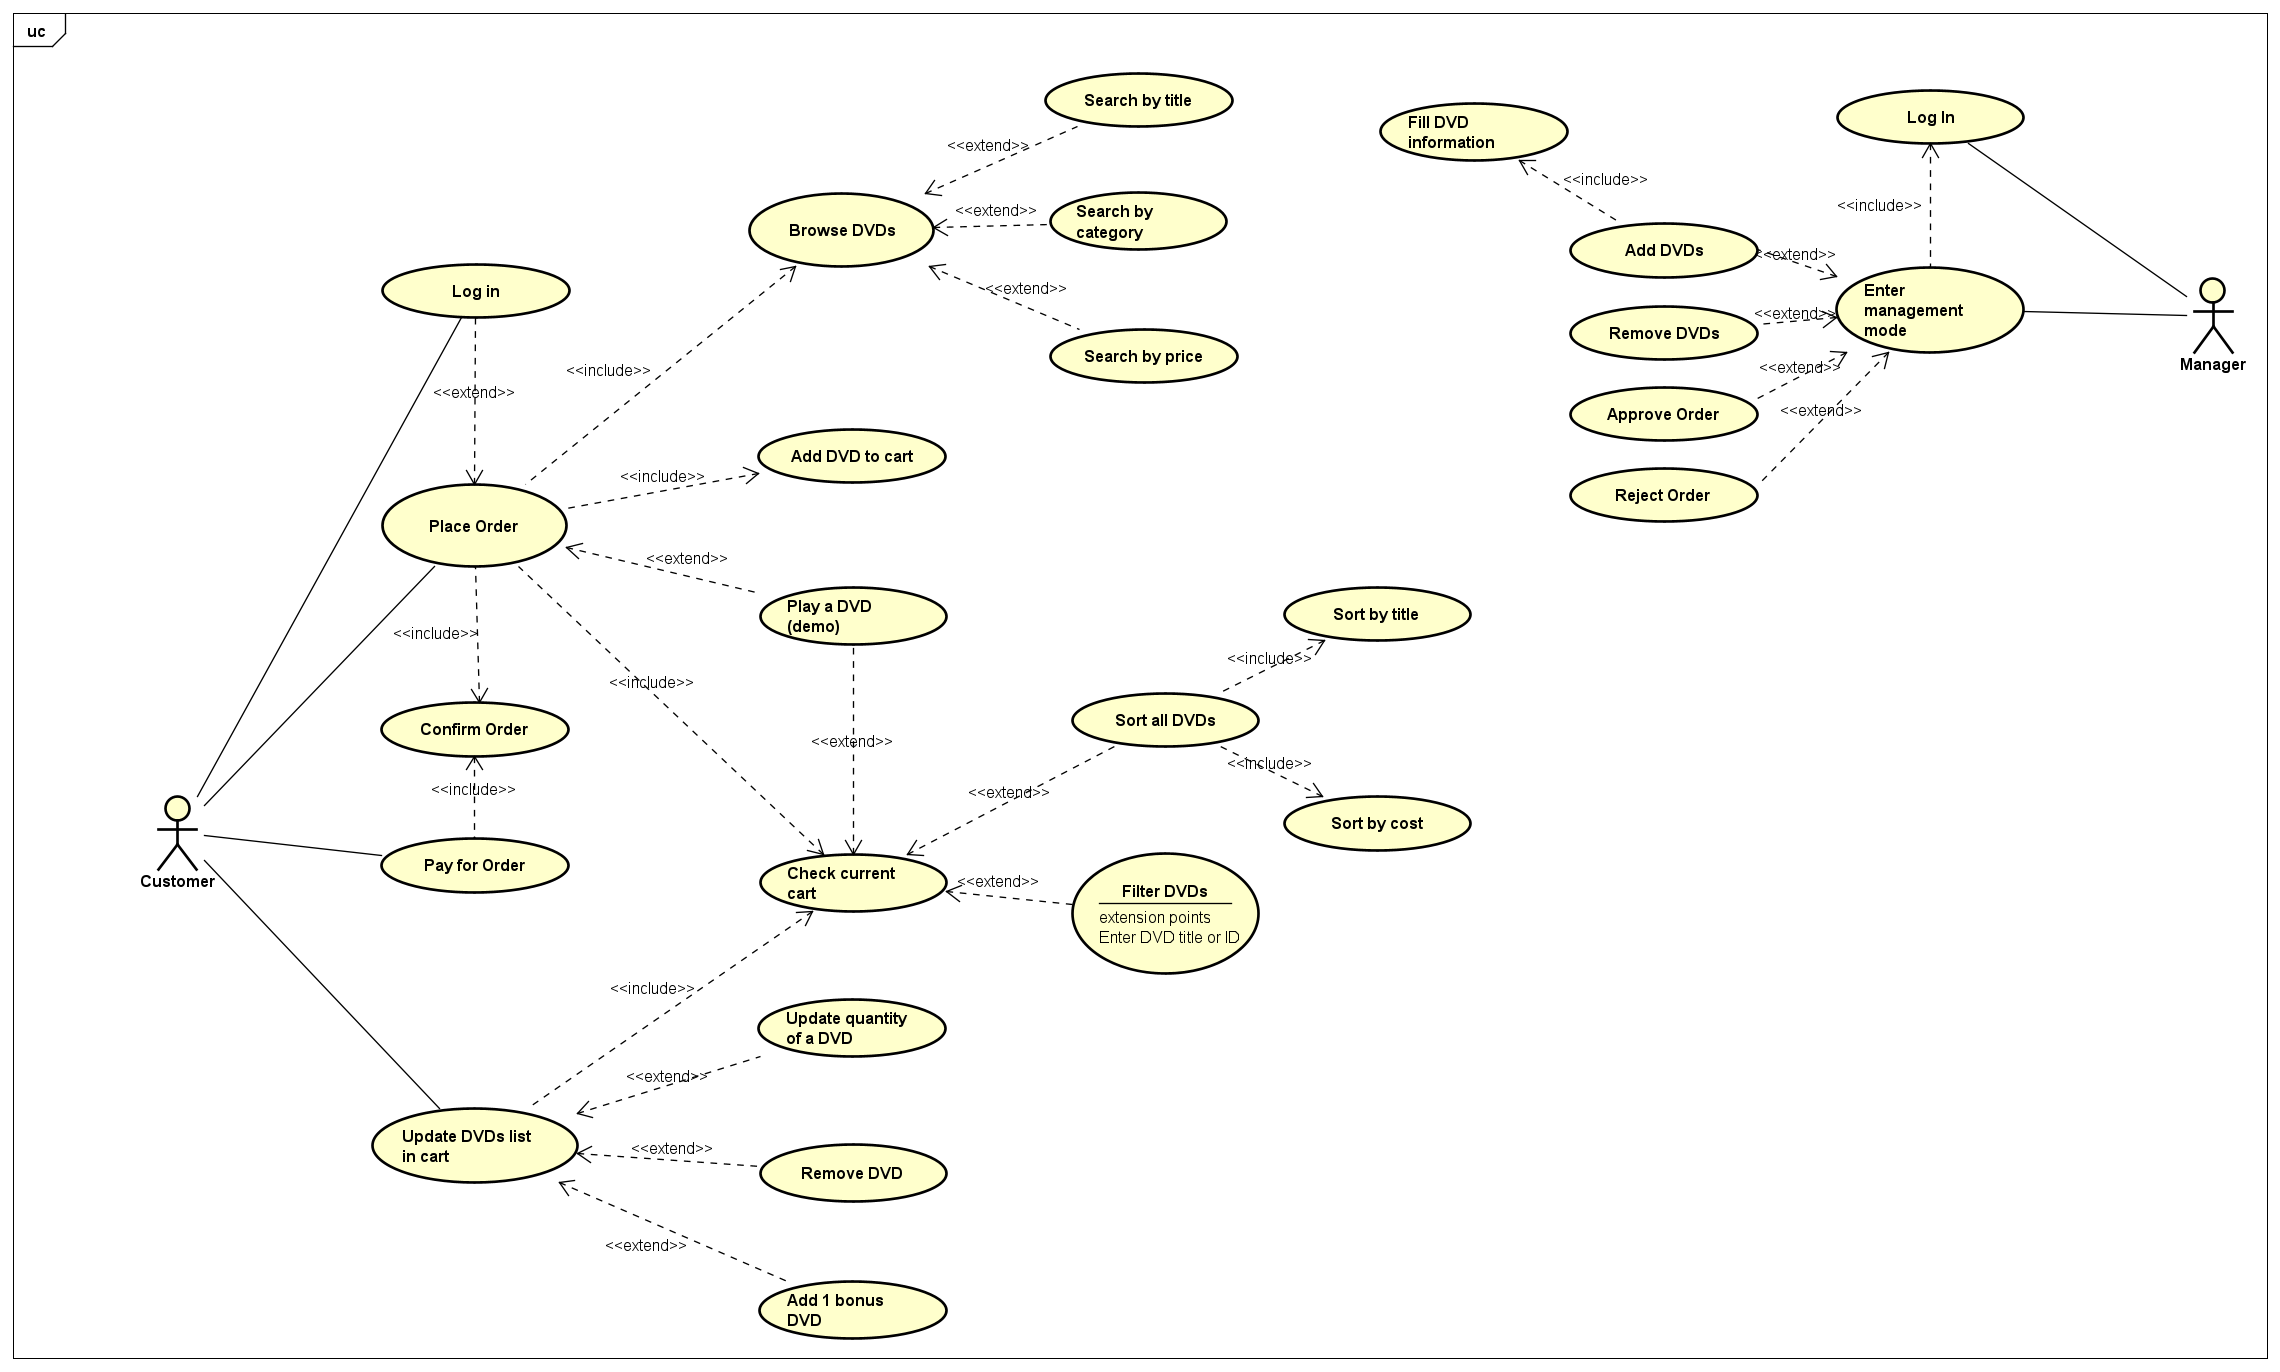 uc
Search by title
Fill DVD
information
Log In
<<extend>>
<<include>>
Search by
category
<<extend>>
<<include>>
Browse DVDs
Add DVDs
<<extend>>
<<extend>>
Log in
Enter
management
mode
Remove DVDs
<<extend>>
Search by price
Manager
<<include>>
<<extend>>
<<extend>>
Approve Order
<<extend>>
Add DVD to cart
<<include>>
Reject Order
Place Order
<<extend>>
Play a DVD
(demo)
Sort by title
<<include>>
<<include>>
<<include>>
Sort all DVDs
Confirm Order
<<extend>>
<<include>>
<<include>>
<<extend>>
Sort by cost
Pay for Order
Customer
Check current
cart
<<extend>>
Filter DVDs
extension points
Enter DVD title or ID
<<include>>
Update quantity
of a DVD
<<extend>>
Update DVDs list
in cart
<<extend>>
Remove DVD
<<extend>>
Add 1 bonus
DVD